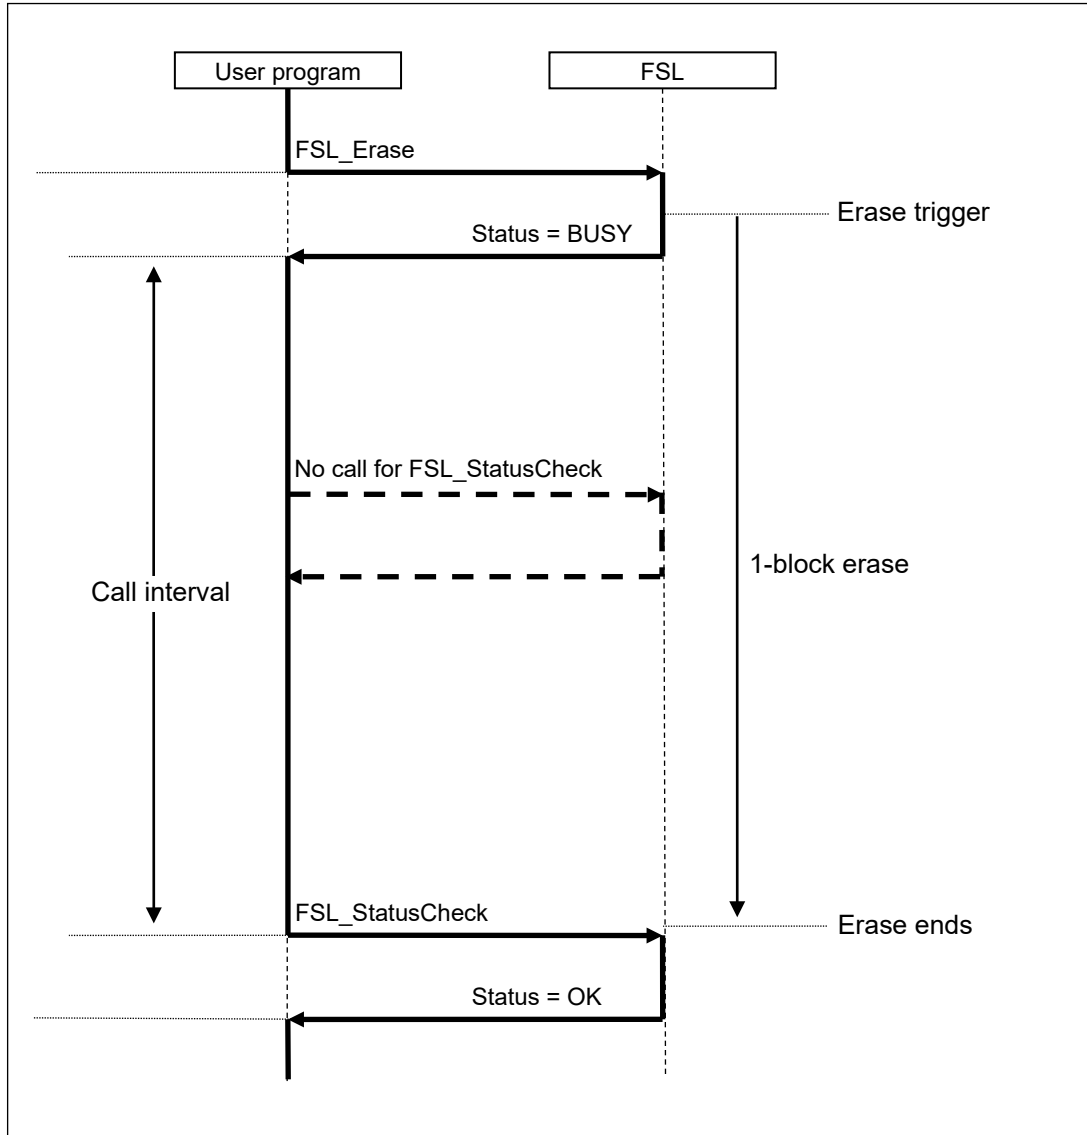 User program
FSL
FSL_Erase
Erase trigger
Status = BUSY
No call for FSL_StatusCheck
1-block erase
Call interval
FSL_StatusCheck
Erase ends
Status = OK